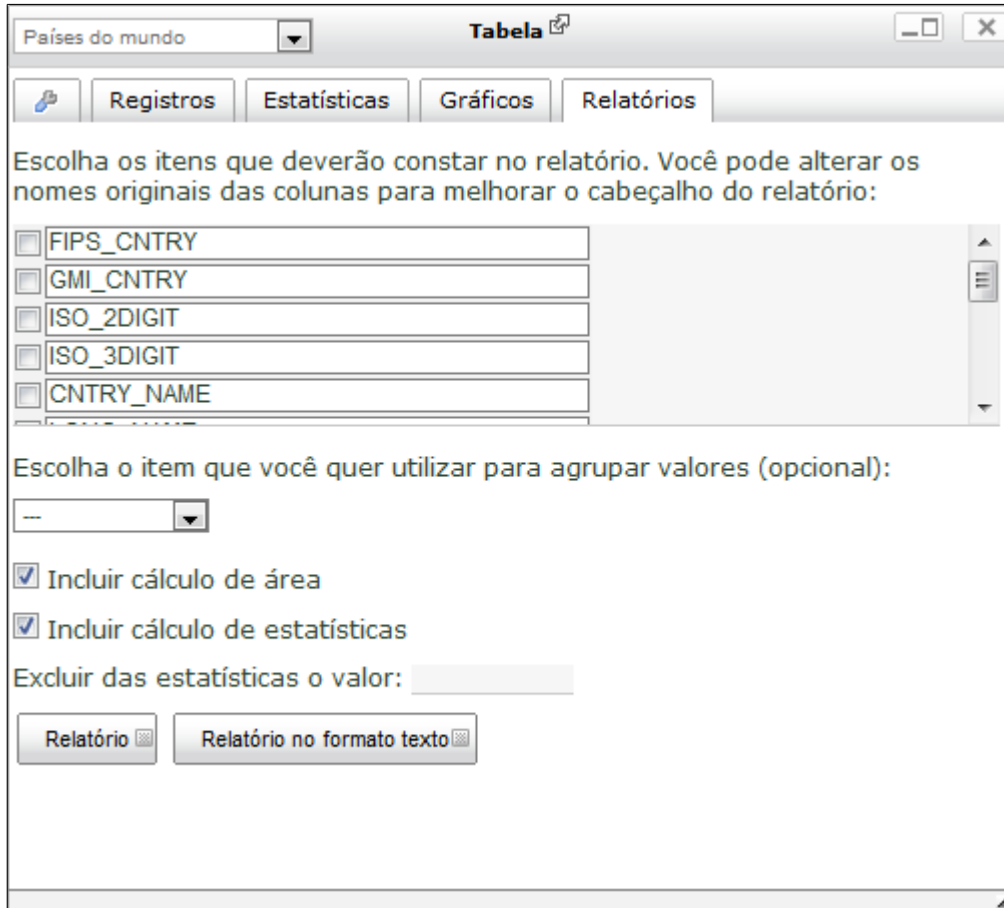 Países do mundo
Tabela
Registros
Estatísticas
Gráficos
Relatórios
Escolha os itens que deverão constar no relatório. Você pode alterar os
nomes originais das colunas para melhorar o cabeçalho do relatório:
FIPS_CNTRY
GMI_CNTRY
ISO_2DIGIT
ISO_3DIGIT
CNTRY_NAME
Escolha o item que você quer utilizar para agrupar valores (opcional):
---
Incluir cálculo de área
Incluir cálculo de estatísticas
Excluir das estatísticas o valor:
Relatório
Relatório no formato texto